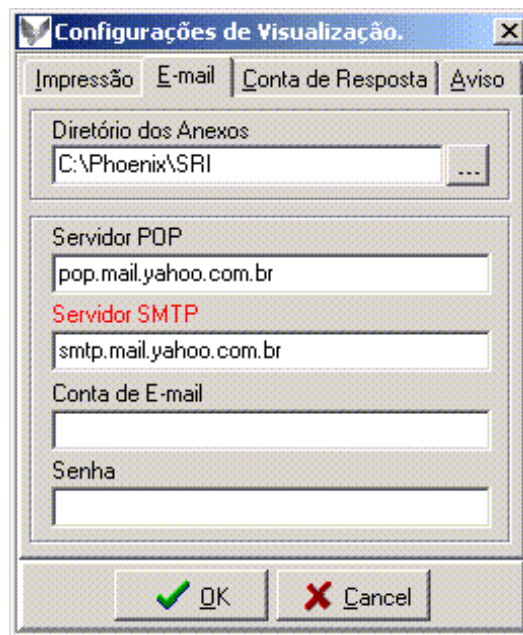 Configurações de Visualização.
Impressão E-mail Conta de Resposta Aviso
Diretório dos Anexos
C:\Phoenix\SRI ...
Servidor POP
pop.mail.yahoo.com.br
Servidor SMTP
smtp.mail.yahoo.com.br
Conta de E-mail
Senha
OK Cancel